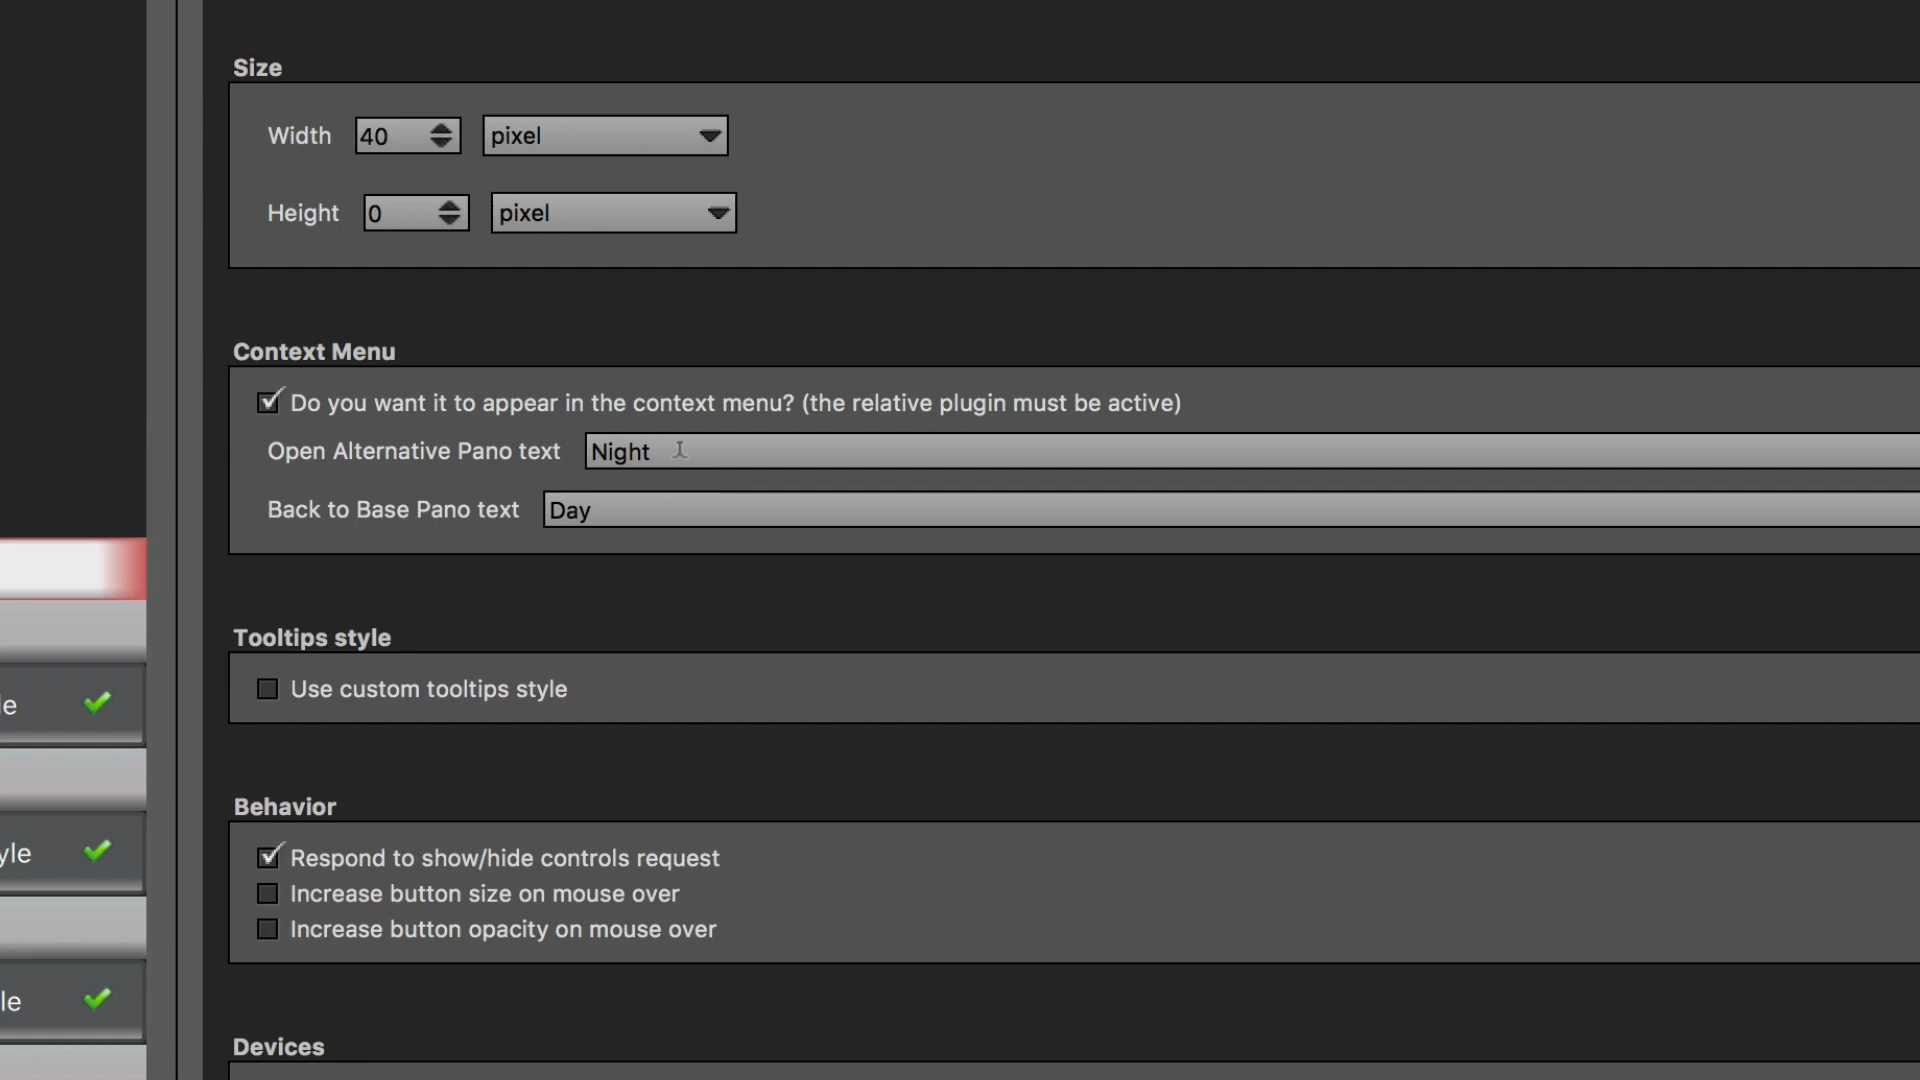 Size
Width 40 pixel
Height 0 pixel
Context Menu
Do you want it to appear in the context menu? (the relative plugin must be active)
Open Alternative Pano text Night
Back to Base Pano text Day
Tooltips style
Use custom tooltips style
le
Behavior
yle
Respond to show/hide controls request
Increase button size on mouse over
Increase button opacity on mouse over
le
Devices